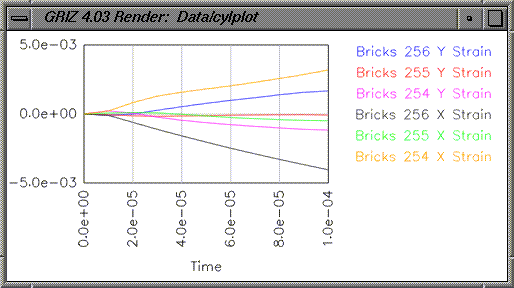 GRIZ 4.03 Render: Data/cylplot
5.0e-03
0.0e+00
-5.0e-03
0.0e+00
2.0e-05
4.0e-05
6.0e-05
8.0e-05
1.0e-04
Time
Bricks 256 Y Strain
Bricks 255 Y Strain
Bricks 254 Y Strain
Bricks 256 X Strain
Bricks 255 X Strain
Bricks 254 X Strain